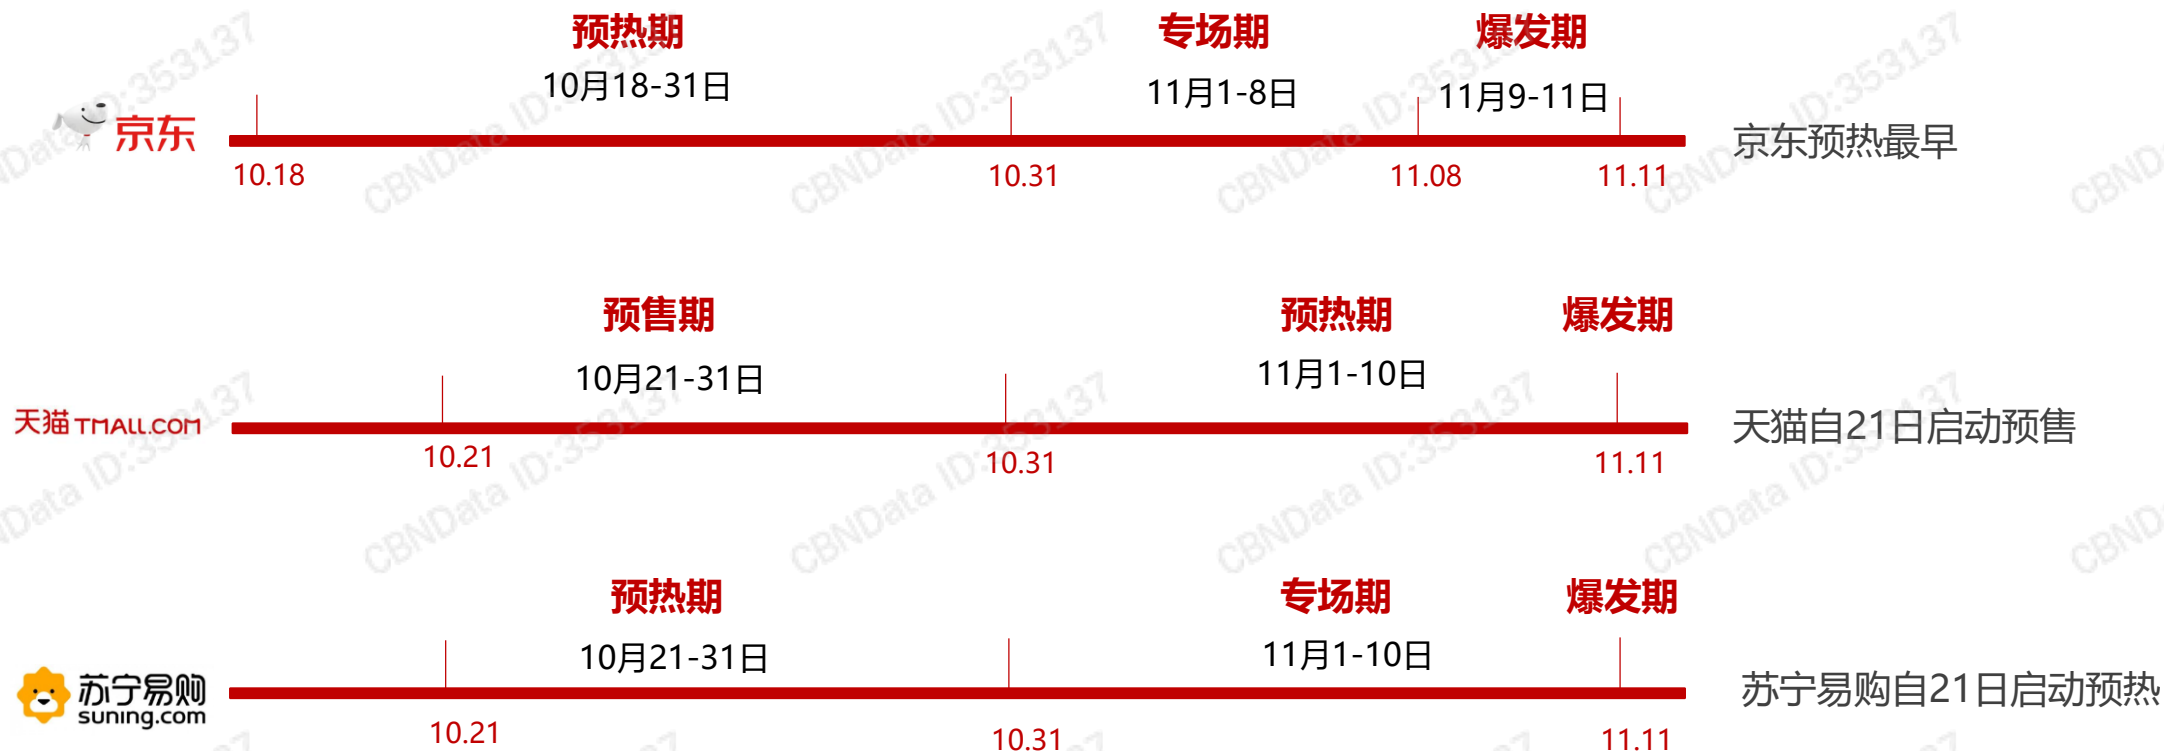 预热期
专场期
爆发期
10月18-31日
11月1-8日
11月9-11日
京东
京东预热最早
10.18
10.31
11.08
11.11
预售期
预热期
爆发期
10月21-31日
11月1-10日
天猫 TMALL.COM
天猫自21日启动预售
10.21
10.31
11.11
预热期
专场期
爆发期
10月21-31日
11月1-10日
苏宁易购
suning.com
苏宁易购自21日启动预热
10.21
10.31
11.11
CBNData ID:353137